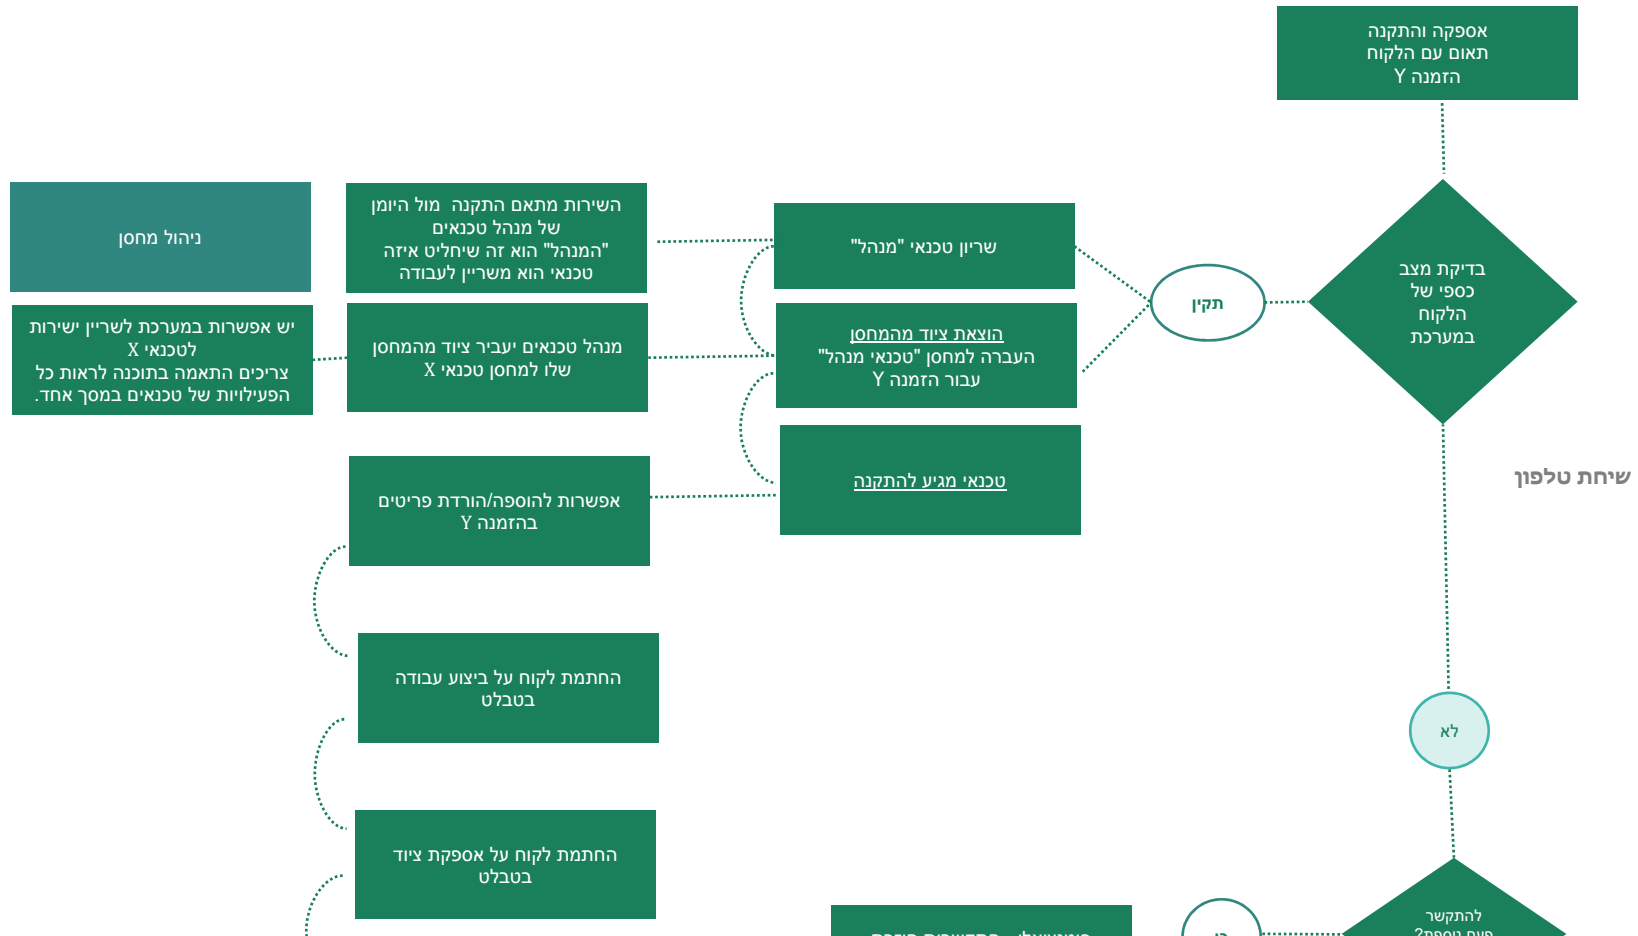 אספקה והתקנה
תאום עם הלקוח
הזמנה Y
בדיקת מצב
כספי של
הלקוח
במערכת
תקין
שריון טכנאי "מנהל"
השירות מתאם התקנה מול היומן
של מנהל טכנאים
"המנהל" הוא זה שיחליט איזה
טכנאי הוא משריין לעבודה
ניהול מחסן
הוצאת ציוד מהמחסן
העברה למחסן "טכנאי מנהל"
עבור הזמנה Y
מנהל טכנאים יעביר ציוד מהמחסן
שלו למחסן טכנאי X
יש אפשרות במערכת לשריין ישירות
לטכנאי X
צריכים התאמה בתוכנה לראות כל
הפעילויות של טכנאים במסך אחד.
טכנאי מגיע להתקנה
אפשרות להוספה/הורדת פריטים
בהזמנה Y
שיחת טלפון
החתמת לקוח על ביצוע עבודה
בטבלט
לא
החתמת לקוח על אספקת ציוד
בטבלט
להתקשר
פעם נוספת?
כן